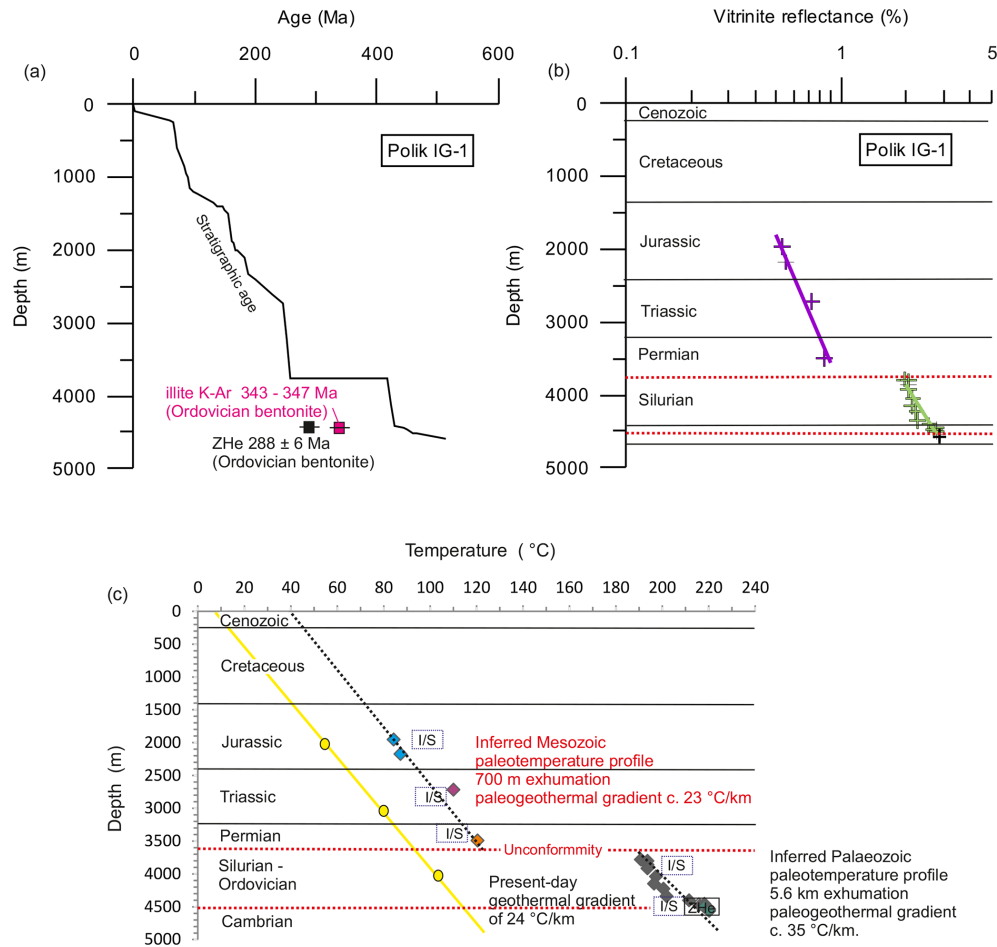 Age (Ma)
0
200
400
600
(a)
0
1000
2000
3000
4000
5000
Depth (m)
Polik IG-1
Stratigraphic age
illite K-Ar 343 - 347 Ma
(Ordovician bentonite)
ZHe 288 ± 6 Ma
(Ordovician bentonite)
Vitrinite reflectance (%)
0.1
1
5
(b)
0
1000
2000
3000
4000
5000
Depth (m)
Cenozoic
Polik IG-1
Cretaceous
Jurassic
Triassic
Permian
Silurian
Temperature ( °C)
(c)
0
20
40
60
80
100
120
140
160
180
200
220
240
0
500
1000
1500
2000
2500
3000
3500
4000
4500
5000
Depth (m)
Cenozoic
Cretaceous
Jurassic
Triassic
Permian
Silurian -
Ordovician
Cambrian
I/S
I/S
I/S
I/S
I/S
ZHe
Inferred Mesozoic
paleotemperature profile
700 m exhumation
paleogeothermal gradient c. 23 °C/km
Unconformmity
Present-day
geothermal gradient
of 24 °C/km
Inferred Palaeozoic
paleotemperature profile
5.6 km exhumation
paleogeothermal gradient
c. 35 °C/km.